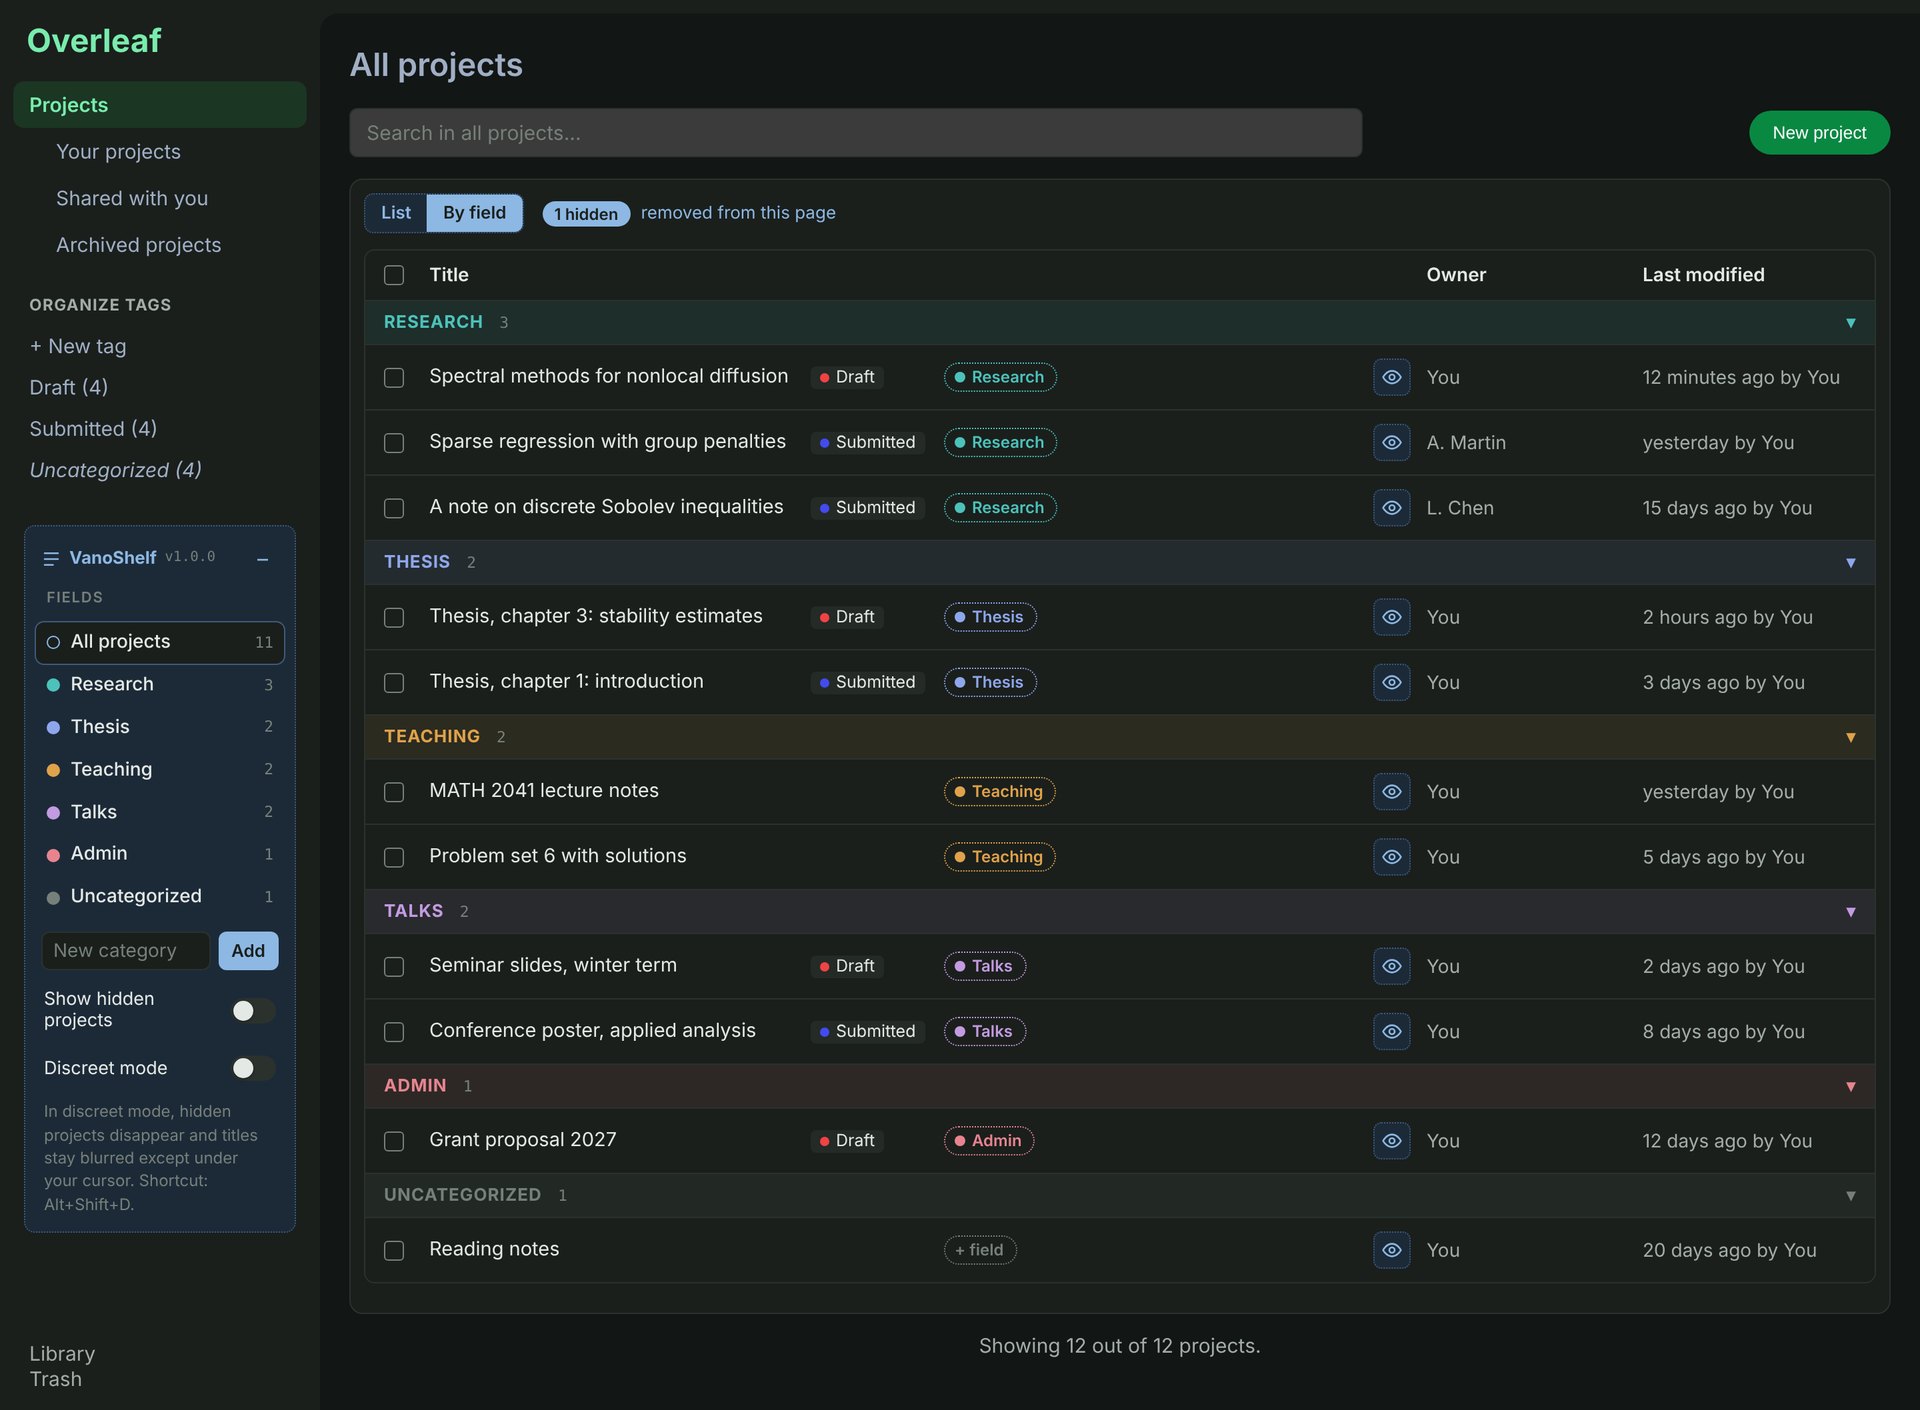 Overleaf
Projects
Your projects
Shared with you
Archived projects
ORGANIZE TAGS
+ New tag
Draft (4)
Submitted (4)
Uncategorized (4)
VanoShelf v1.0.0 –
FIELDS
All projects 11
Research 3
Thesis 2
Teaching 2
Talks 2
Admin 1
Uncategorized 1
New category Add
Show hidden
projects
Discreet mode
In discreet mode, hidden
projects disappear and titles
stay blurred except under
your cursor. Shortcut:
Alt+Shift+D.
Library
Trash
All projects
Search in all projects...
New project
List By field 1 hidden removed from this page
Title Owner Last modified
RESEARCH 3
Spectral methods for nonlocal diffusion Draft Research You 12 minutes ago by You
Sparse regression with group penalties Submitted Research A. Martin yesterday by You
A note on discrete Sobolev inequalities Submitted Research L. Chen 15 days ago by You
THESIS 2
Thesis, chapter 3: stability estimates Draft Thesis You 2 hours ago by You
Thesis, chapter 1: introduction Submitted Thesis You 3 days ago by You
TEACHING 2
MATH 2041 lecture notes Teaching You yesterday by You
Problem set 6 with solutions Teaching You 5 days ago by You
TALKS 2
Seminar slides, winter term Draft Talks You 2 days ago by You
Conference poster, applied analysis Submitted Talks You 8 days ago by You
ADMIN 1
Grant proposal 2027 Draft Admin You 12 days ago by You
UNCATEGORIZED 1
Reading notes + field You 20 days ago by You
Showing 12 out of 12 projects.